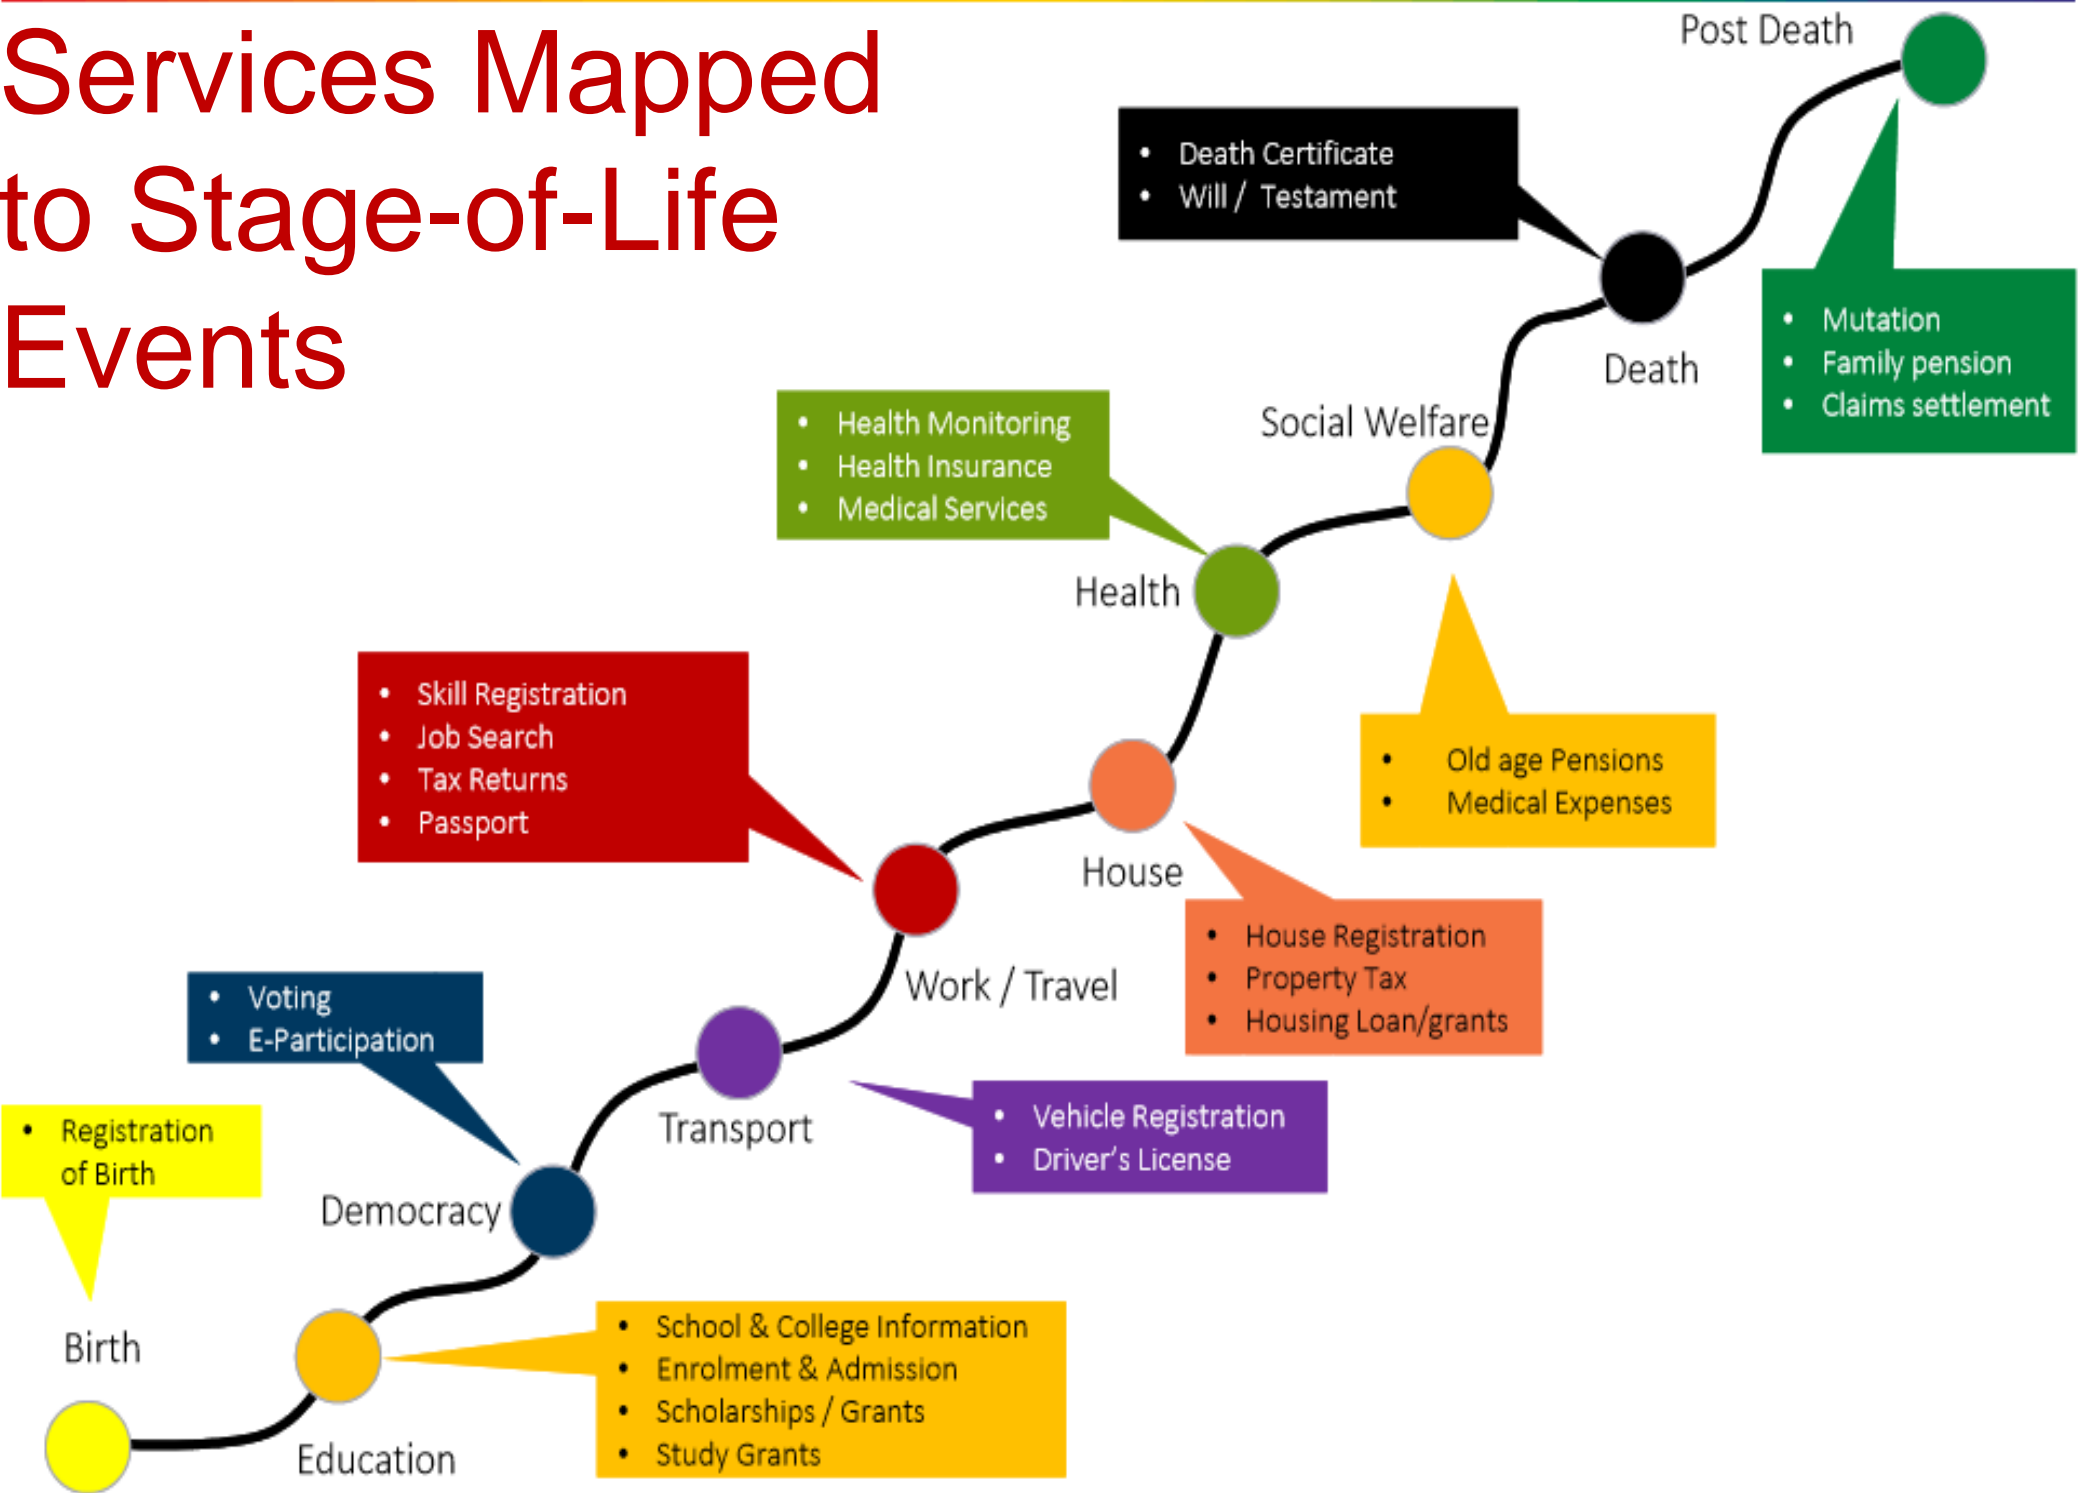 Services Mapped
to Stage-of-Life
Events
Post Death
• Death Certificate
• Will / Testament
• Mutation
• Family pension
• Claims settlement
Death
Social Welfare
• Health Monitoring
• Health Insurance
• Medical Services
Health
• Old age Pensions
• Medical Expenses
• Skill Registration
• Job Search
• Tax Returns
• Passport
House
• House Registration
• Property Tax
• Housing Loan/grants
Work / Travel
• Voting
• E-Participation
Transport
• Vehicle Registration
• Driver’s License
• Registration
of Birth
Democracy
Birth
• School & College Information
• Enrolment & Admission
• Scholarships / Grants
• Study Grants
Education